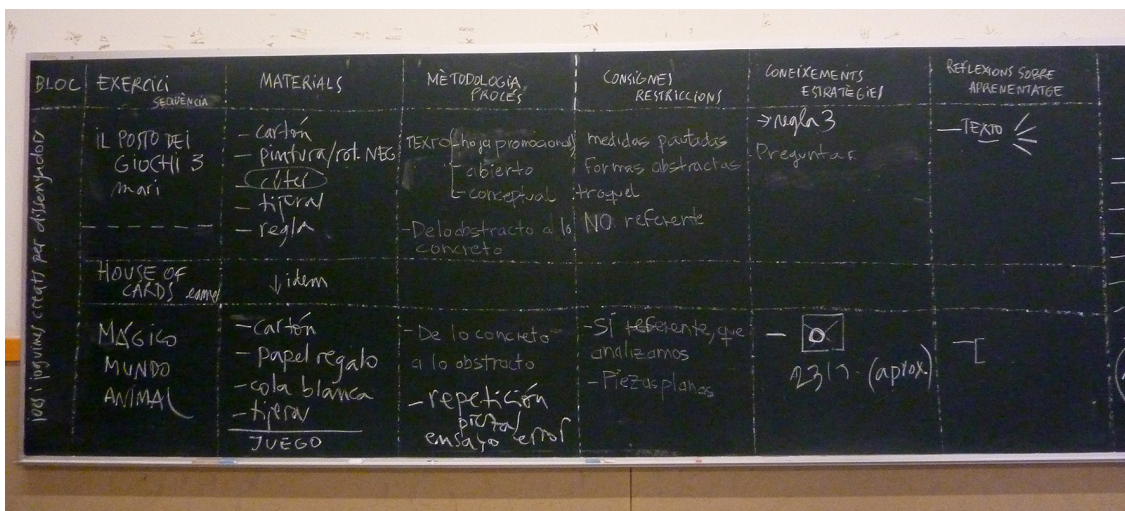 BLOC
EXERCICI
SEQÜÈNCIA
MATERIALS
MÈTODOLOGIA
PROCÉS
CONSIGNES
RESTRICCIONS
CONEIXEMENTS
ESTRATÈGIES
REFLEXIONS SOBRE
APRENENTATGE
jocs i joguines creats per dissenyadors
IL POSTO DEI
GIOCHI 3
mari
- cartón
- pintura/rot. NEG
- cúter
- tijeras
- regla
TEXTO hoja promocional
- abierto
- conceptual
- De lo abstracto a lo
concreto
medidas pautadas
Formas abstractas
troquel
NO referente
→ regla 3
Preguntas
- TEXTO
HOUSE OF
CARDS eames
↓ idem
MÁGICO
MUNDO
ANIMAL
- cartón
- papel regalo
- cola blanca
- tijeras
JUEGO
- De lo concreto
a lo abstracto
- repetición
ensayo error
- SÍ referente, que
analizamos
- Piezas planas
(aprox.)